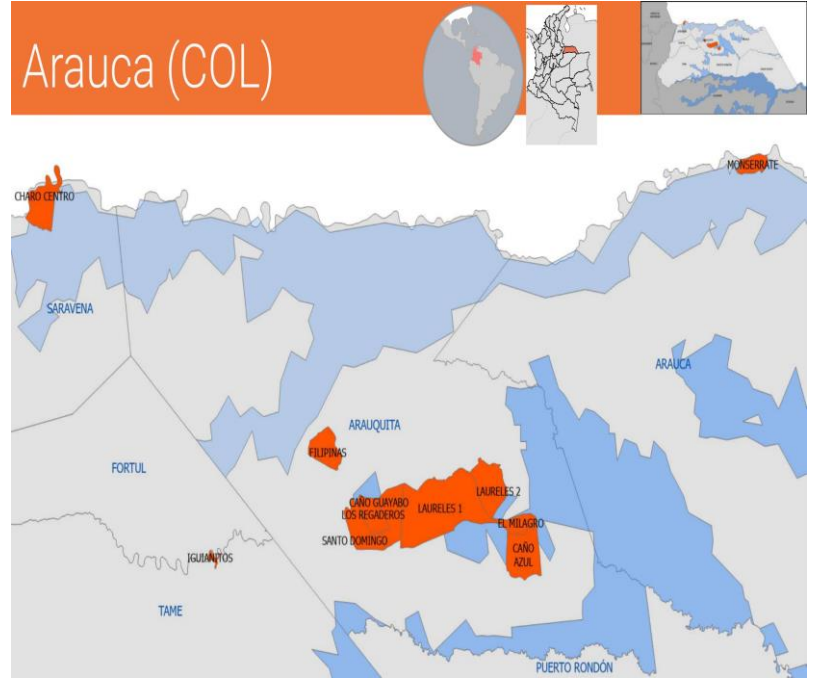 Arauca (COL)
MONSERRATE
CHARO CENTRO
SARAVENA
ARAUCA
ARAUQUITA
FILIPINAS
FORTUL
LAURELES 2
CAÑO GUAYABO
LAURELES 1
LOS REGADEROS
EL MILAGRO
SANTO DOMINGO
CAÑO
AZUL
TAME
PUERTO RONDÓN